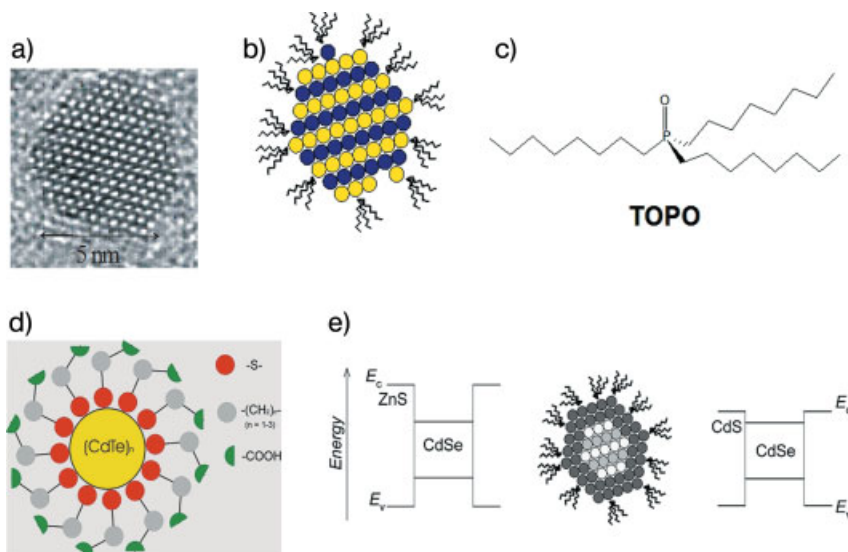 a)
5 nm
b)
c)
O
P
TOPO
d)
(CdTe)n
-S-
-(CH₂)n-
(n = 1-3)
-COOH
e)
Energy
Ec
ZnS
CdSe
Ev
CdS
CdSe